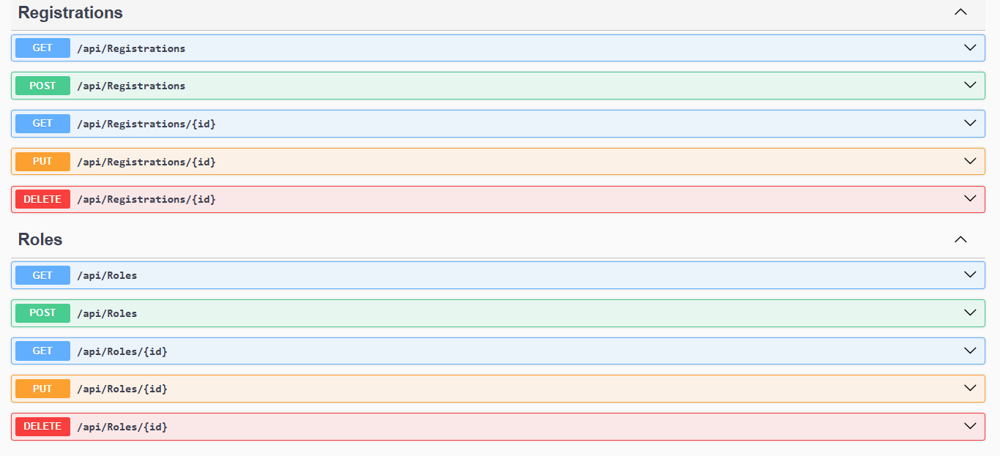 Registrations
GET /api/Registrations
POST /api/Registrations
GET /api/Registrations/{id}
PUT /api/Registrations/{id}
DELETE /api/Registrations/{id}
Roles
GET /api/Roles
POST /api/Roles
GET /api/Roles/{id}
PUT /api/Roles/{id}
DELETE /api/Roles/{id}